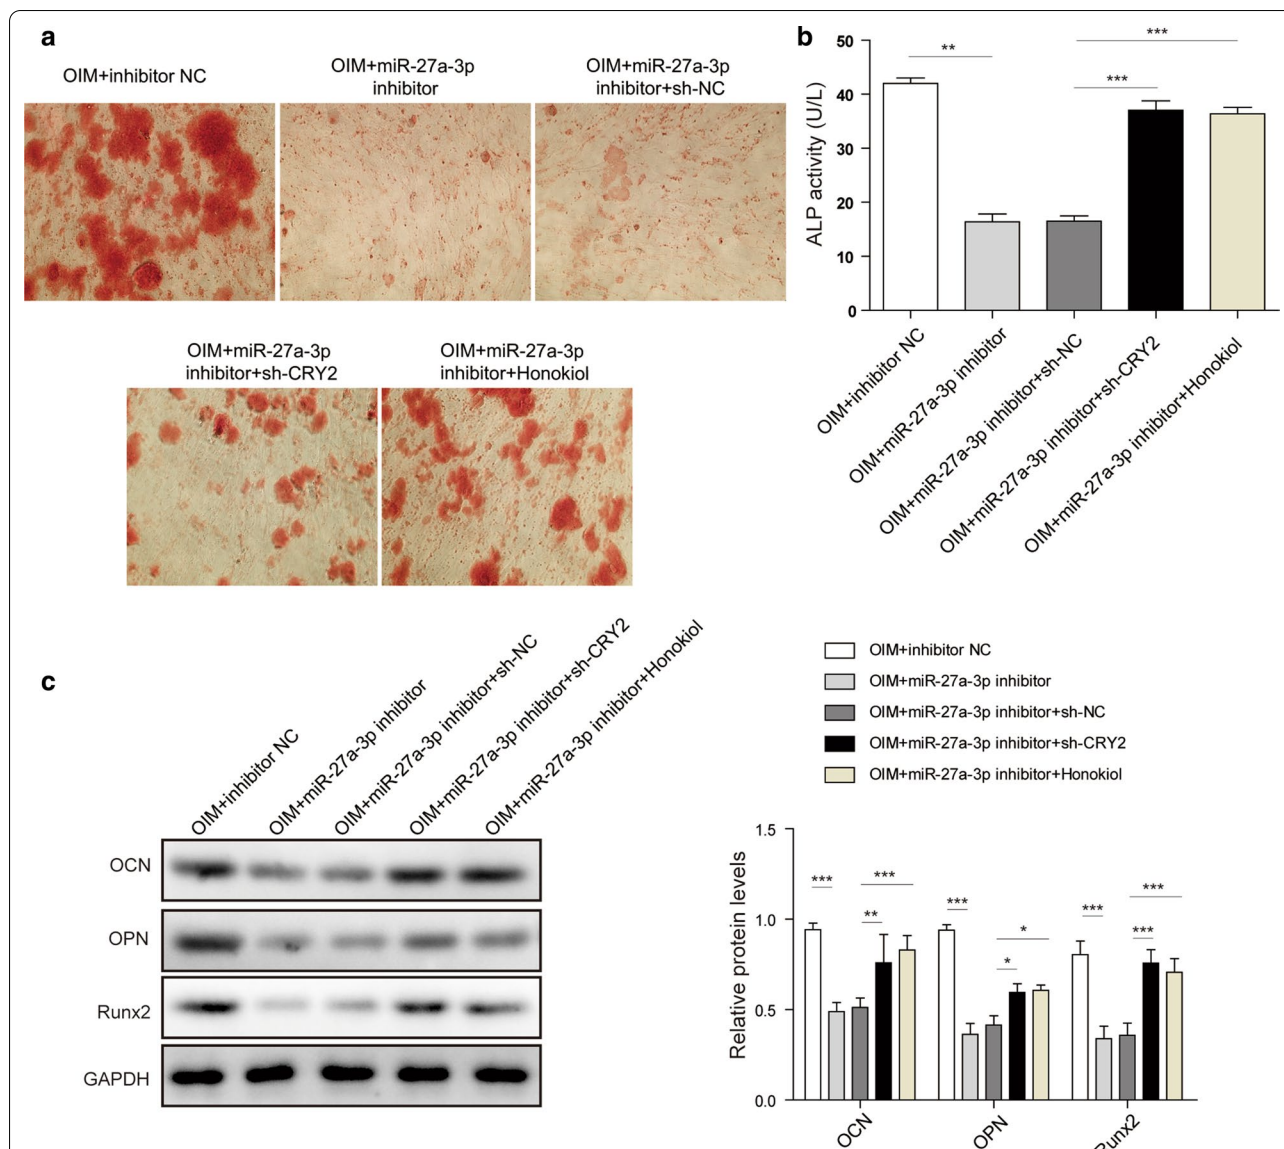 a
OIM+inhibitor NC
OIM+miR-27a-3p
inhibitor
OIM+miR-27a-3p
inhibitor+sh-NC
OIM+miR-27a-3p
inhibitor+sh-CRY2
OIM+miR-27a-3p
inhibitor+Honokiol
b
ALP activity (U/L)
50
40
30
20
10
0
**
***
***
OIM+inhibitor NC
OIM+miR-27a-3p inhibitor
OIM+miR-27a-3p inhibitor+sh-NC
OIM+miR-27a-3p inhibitor+sh-CRY2
OIM+miR-27a-3p inhibitor+Honokiol
c
OIM+inhibitor NC
OIM+miR-27a-3p inhibitor
OIM+miR-27a-3p inhibitor+sh-NC
OIM+miR-27a-3p inhibitor+sh-CRY2
OIM+miR-27a-3p inhibitor+Honokiol
OCN
OPN
Runx2
GAPDH
OIM+inhibitor NC
OIM+miR-27a-3p inhibitor
OIM+miR-27a-3p inhibitor+sh-NC
OIM+miR-27a-3p inhibitor+sh-CRY2
OIM+miR-27a-3p inhibitor+Honokiol
Relative protein levels
1.5
1.0
0.5
0.0
***
**
***
***
*
*
***
***
***
OCN
OPN
Runx2